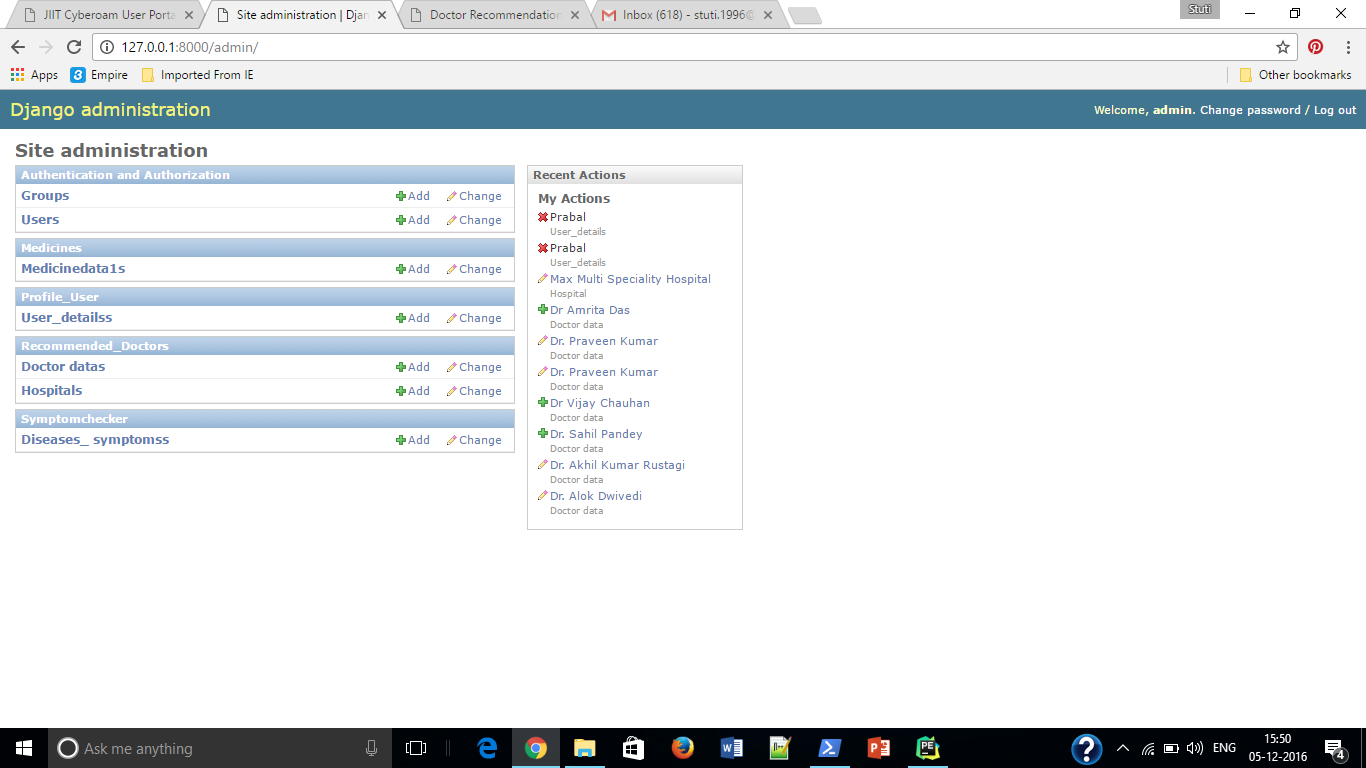 JIIT Cyberoam User Porta
Site administration | Djan
Doctor Recommendation
Inbox (618) - stuti.1996@
Stuti
127.0.0.1:8000/admin/
Apps
Empire
Imported From IE
Other bookmarks
Django administration
Welcome, admin. Change password / Log out
Site administration
Authentication and Authorization
Groups Add Change
Users Add Change
Medicines
Medicinedata1s Add Change
Profile_User
User_detailss Add Change
Recommended_Doctors
Doctor datas Add Change
Hospitals Add Change
Symptomchecker
Diseases_ symptomss Add Change
Recent Actions
My Actions
Prabal
User_details
Prabal
User_details
Max Multi Speciality Hospital
Hospital
Dr Amrita Das
Doctor data
Dr. Praveen Kumar
Doctor data
Dr. Praveen Kumar
Doctor data
Dr Vijay Chauhan
Doctor data
Dr. Sahil Pandey
Doctor data
Dr. Akhil Kumar Rustagi
Doctor data
Dr. Alok Dwivedi
Doctor data
Ask me anything
PE
ENG
15:50
05-12-2016
4